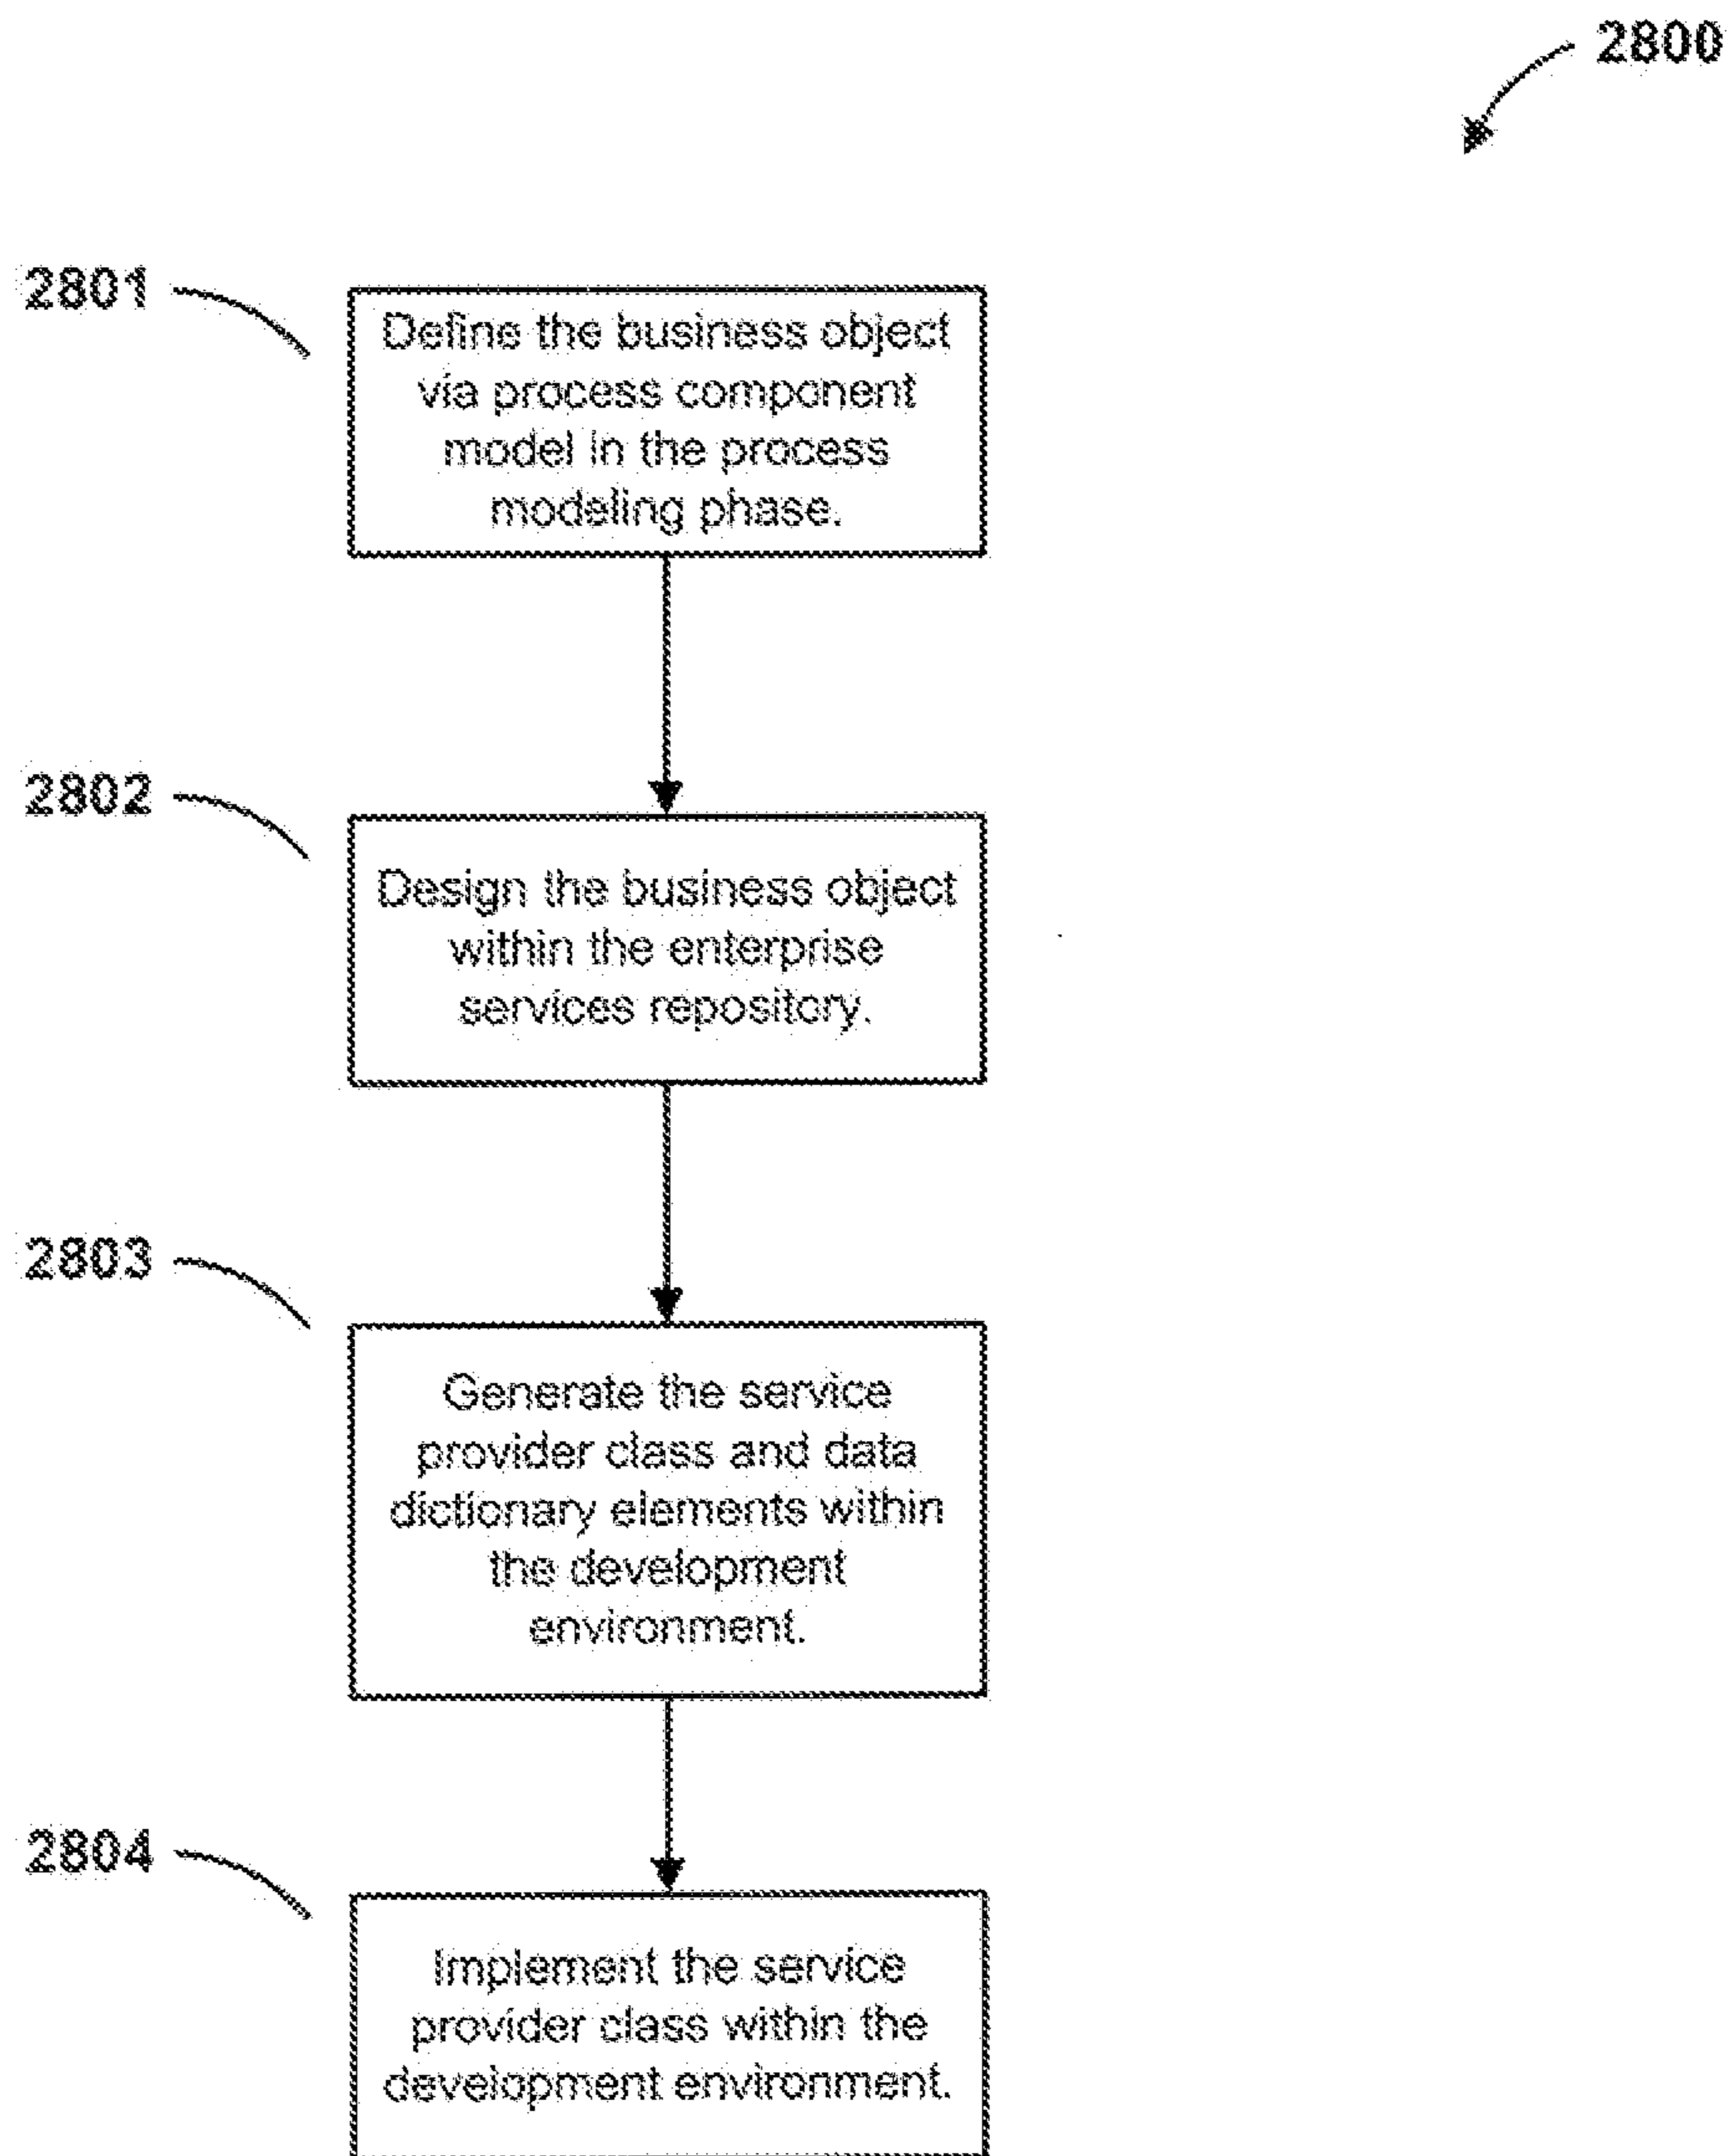 2800
2801
Define the business object
via process component
model in the process
modeling phase.
2802
Design the business object
within the enterprise
services repository.
2803
Generate the service
provider class and data
dictionary elements within
the development
environment.
2804
Implement the service
provider class within the
development environment.